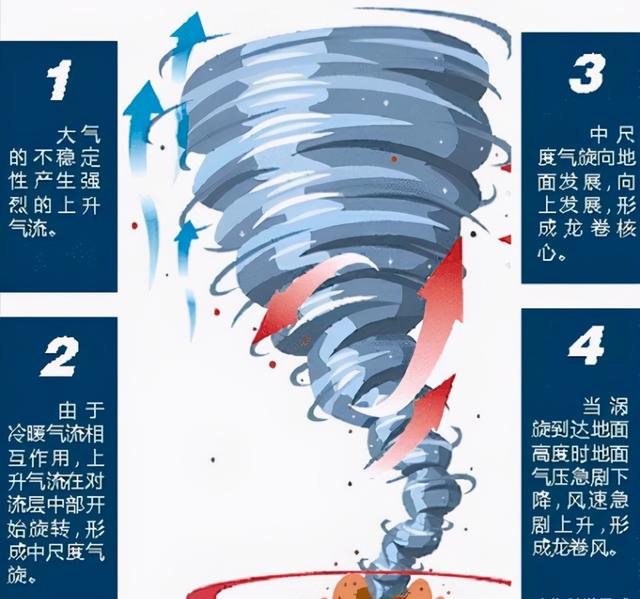 1
大气
的不稳定
性产生强
烈的上升
气流。
2
由于
冷暖气流相
互作用，上
升气流在对
流层中部开
始旋转，形
成中尺度气
旋。
3
中尺
度气旋向地
面发展，向
上发展，形
成龙卷核
心。
4
当涡
旋到达地面
高度时地面
气压急剧下
降，风速急
剧上升，形
成龙卷风。